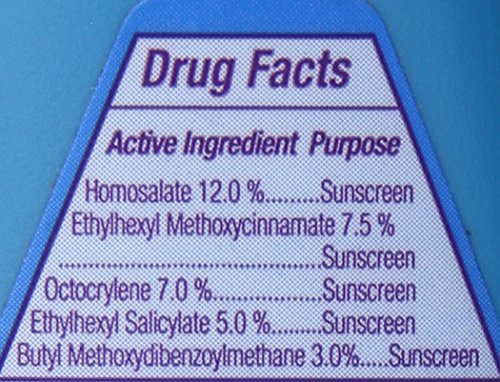 Drug Facts
Active Ingredient Purpose
Homosalate 12.0 %..........Sunscreen
Ethylhexyl Methoxycinnamate 7.5 %
................................................Sunscreen
Octocrylene 7.0 %....................Sunscreen
Ethylhexyl Salicylate 5.0 %..........Sunscreen
Butyl Methoxydibenzoylmethane 3.0%.....Sunscreen